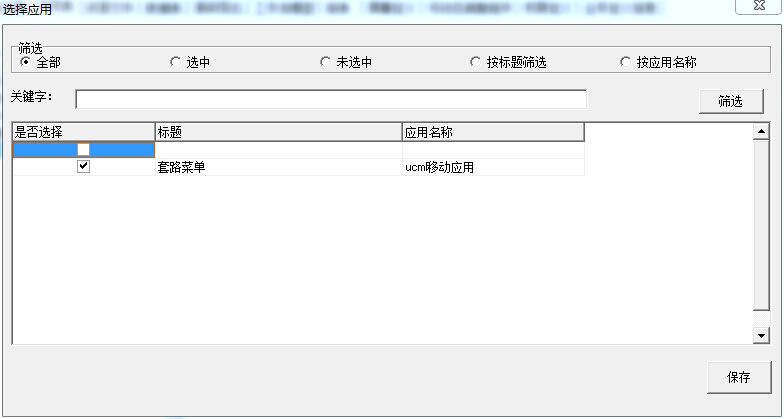 选择应用
筛选
全部 选中 未选中 按标题筛选 按应用名称
关键字: 筛选
是否选择 标题 应用名称
套路菜单 ucm移动应用
保存